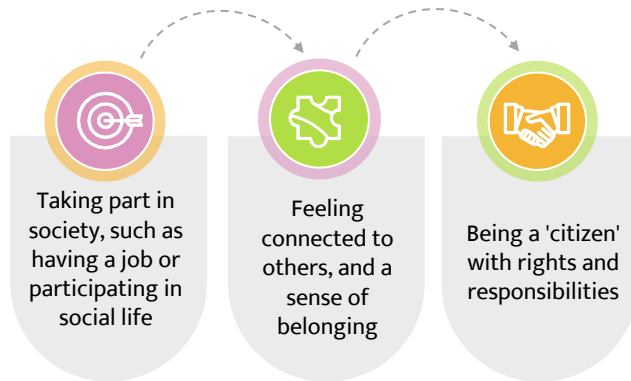 Taking part in
society, such as
having a job or
participating in
social life
Feeling
connected to
others, and a
sense of
belonging
Being a 'citizen'
with rights and
responsibilities